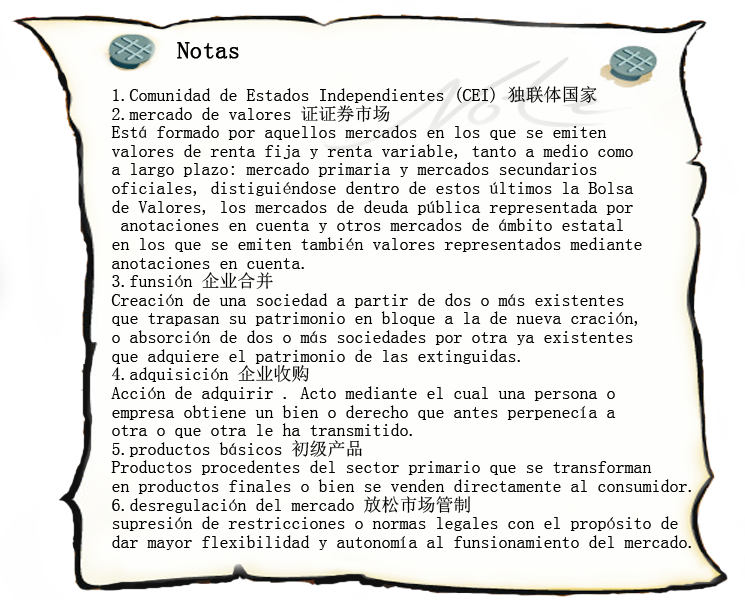 Notas
Note
1.Comunidad de Estados Independientes (CEI) 独联体国家
2.mercado de valores 证证券市场
Está formado por aquellos mercados en los que se emiten
valores de renta fija y renta variable, tanto a medio como
a largo plazo: mercado primaria y mercados secundarios
oficiales, distiguiéndose dentro de estos últimos la Bolsa
de Valores, los mercados de deuda pública representada por
anotaciones en cuenta y otros mercados de ámbito estatal
en los que se emiten también valores representados mediante
anotaciones en cuenta.
3.funsión 企业合并
Creación de una sociedad a partir de dos o más existentes
que trapasan su patrimonio en bloque a la de nueva cración,
o absorción de dos o más sociedades por otra ya existentes
que adquiere el patrimonio de las extinguidas.
4.adquisición 企业收购
Acción de adquirir . Acto mediante el cual una persona o
empresa obtiene un bien o derecho que antes perpenecía a
otra o que otra le ha transmitido.
5.productos básicos 初级产品
Productos procedentes del sector primario que se transforman
en productos finales o bien se venden directamente al consumidor.
6.desregulación del mercado 放松市场管制
supresión de restricciones o normas legales con el propósito de
dar mayor flexibilidad y autonomía al funsionamiento del mercado.